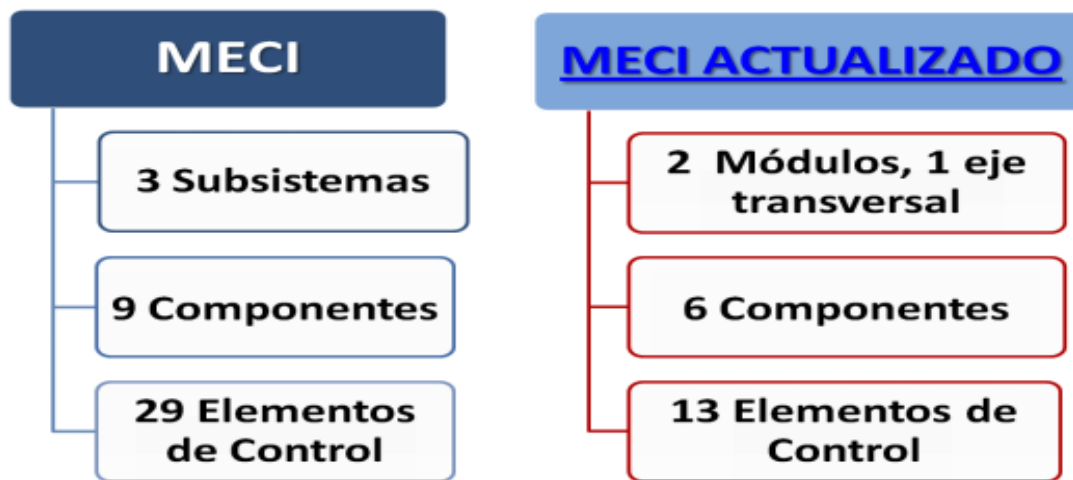 MECI
3 Subsistemas
9 Componentes
29 Elementos
de Control
MECI ACTUALIZADO
2 Módulos, 1 eje
transversal
6 Componentes
13 Elementos de
Control